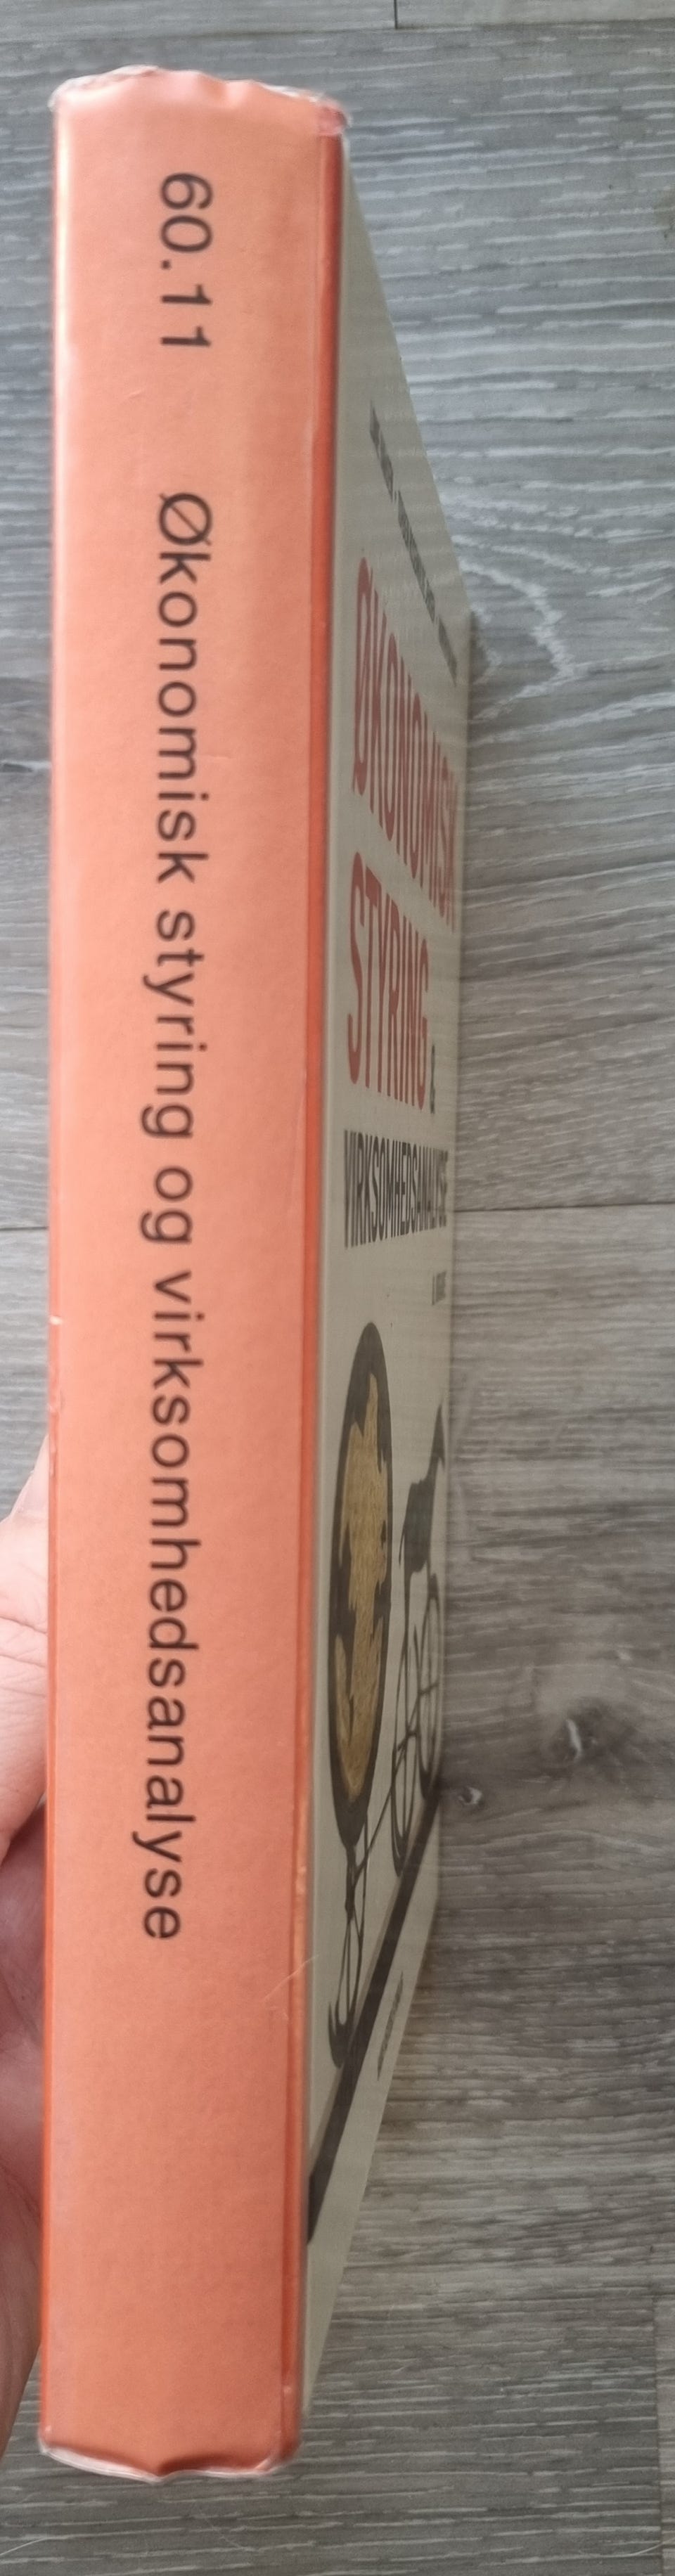 60.11 Økonomisk styring og virksomhedsanalyse
ØKONOMISK
STYRING &
VIRKSOMHEDSANALYSE